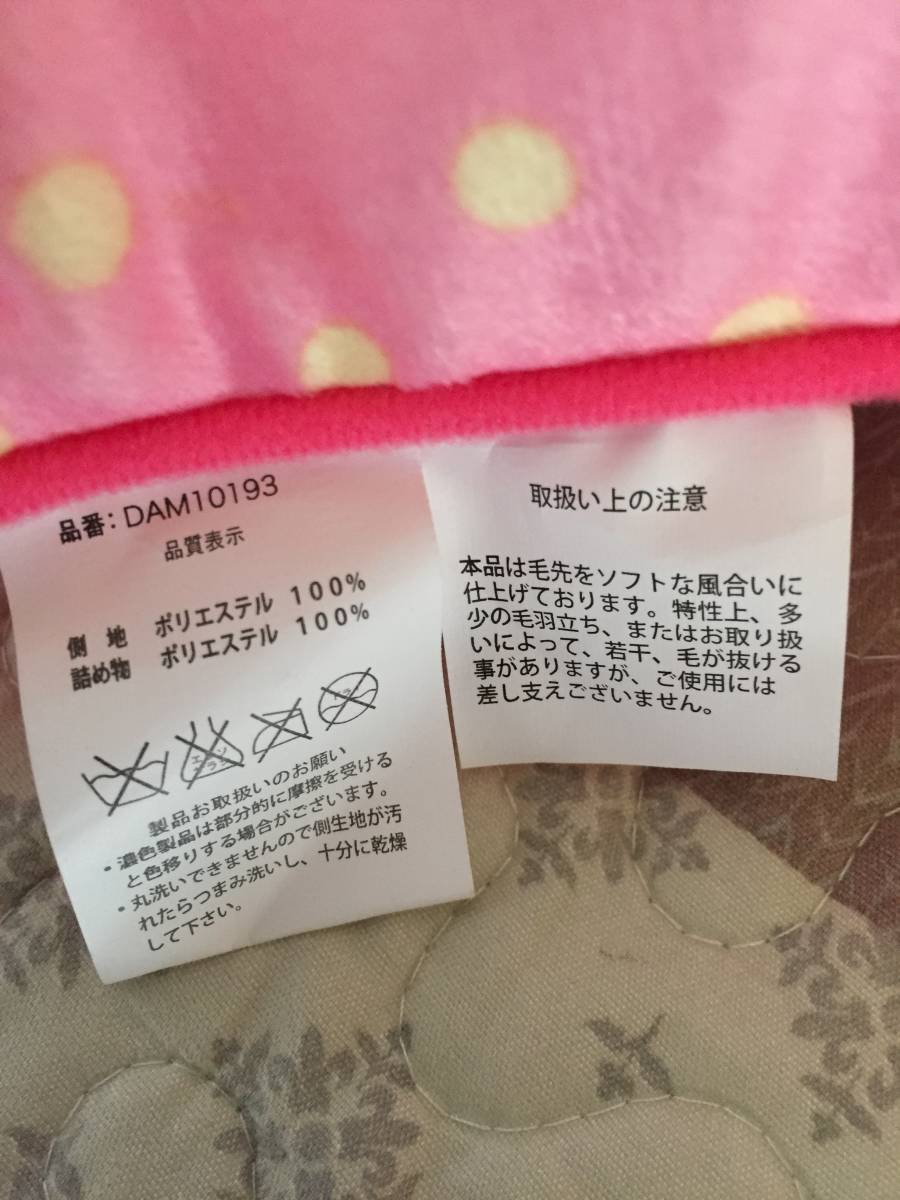 品番：DAM10193
品質表示
側 地 ポリエステル 100%
詰め物 ポリエステル 100%
エンソ
サラシ
ドライ
製品お取扱いのお願い
・濃色製品は部分的に摩擦を受ける
と色移りする場合がございます。
・丸洗いできませんので側生地が汚
れたらつまみ洗いし、十分に乾燥
して下さい。
取扱い上の注意
本品は毛先をソフトな風合いに
仕上げております。特性上、多
少の毛羽立ち、またはお取り扱
いによって、若干、毛が抜ける
事がありますが、ご使用には
差し支えございません。